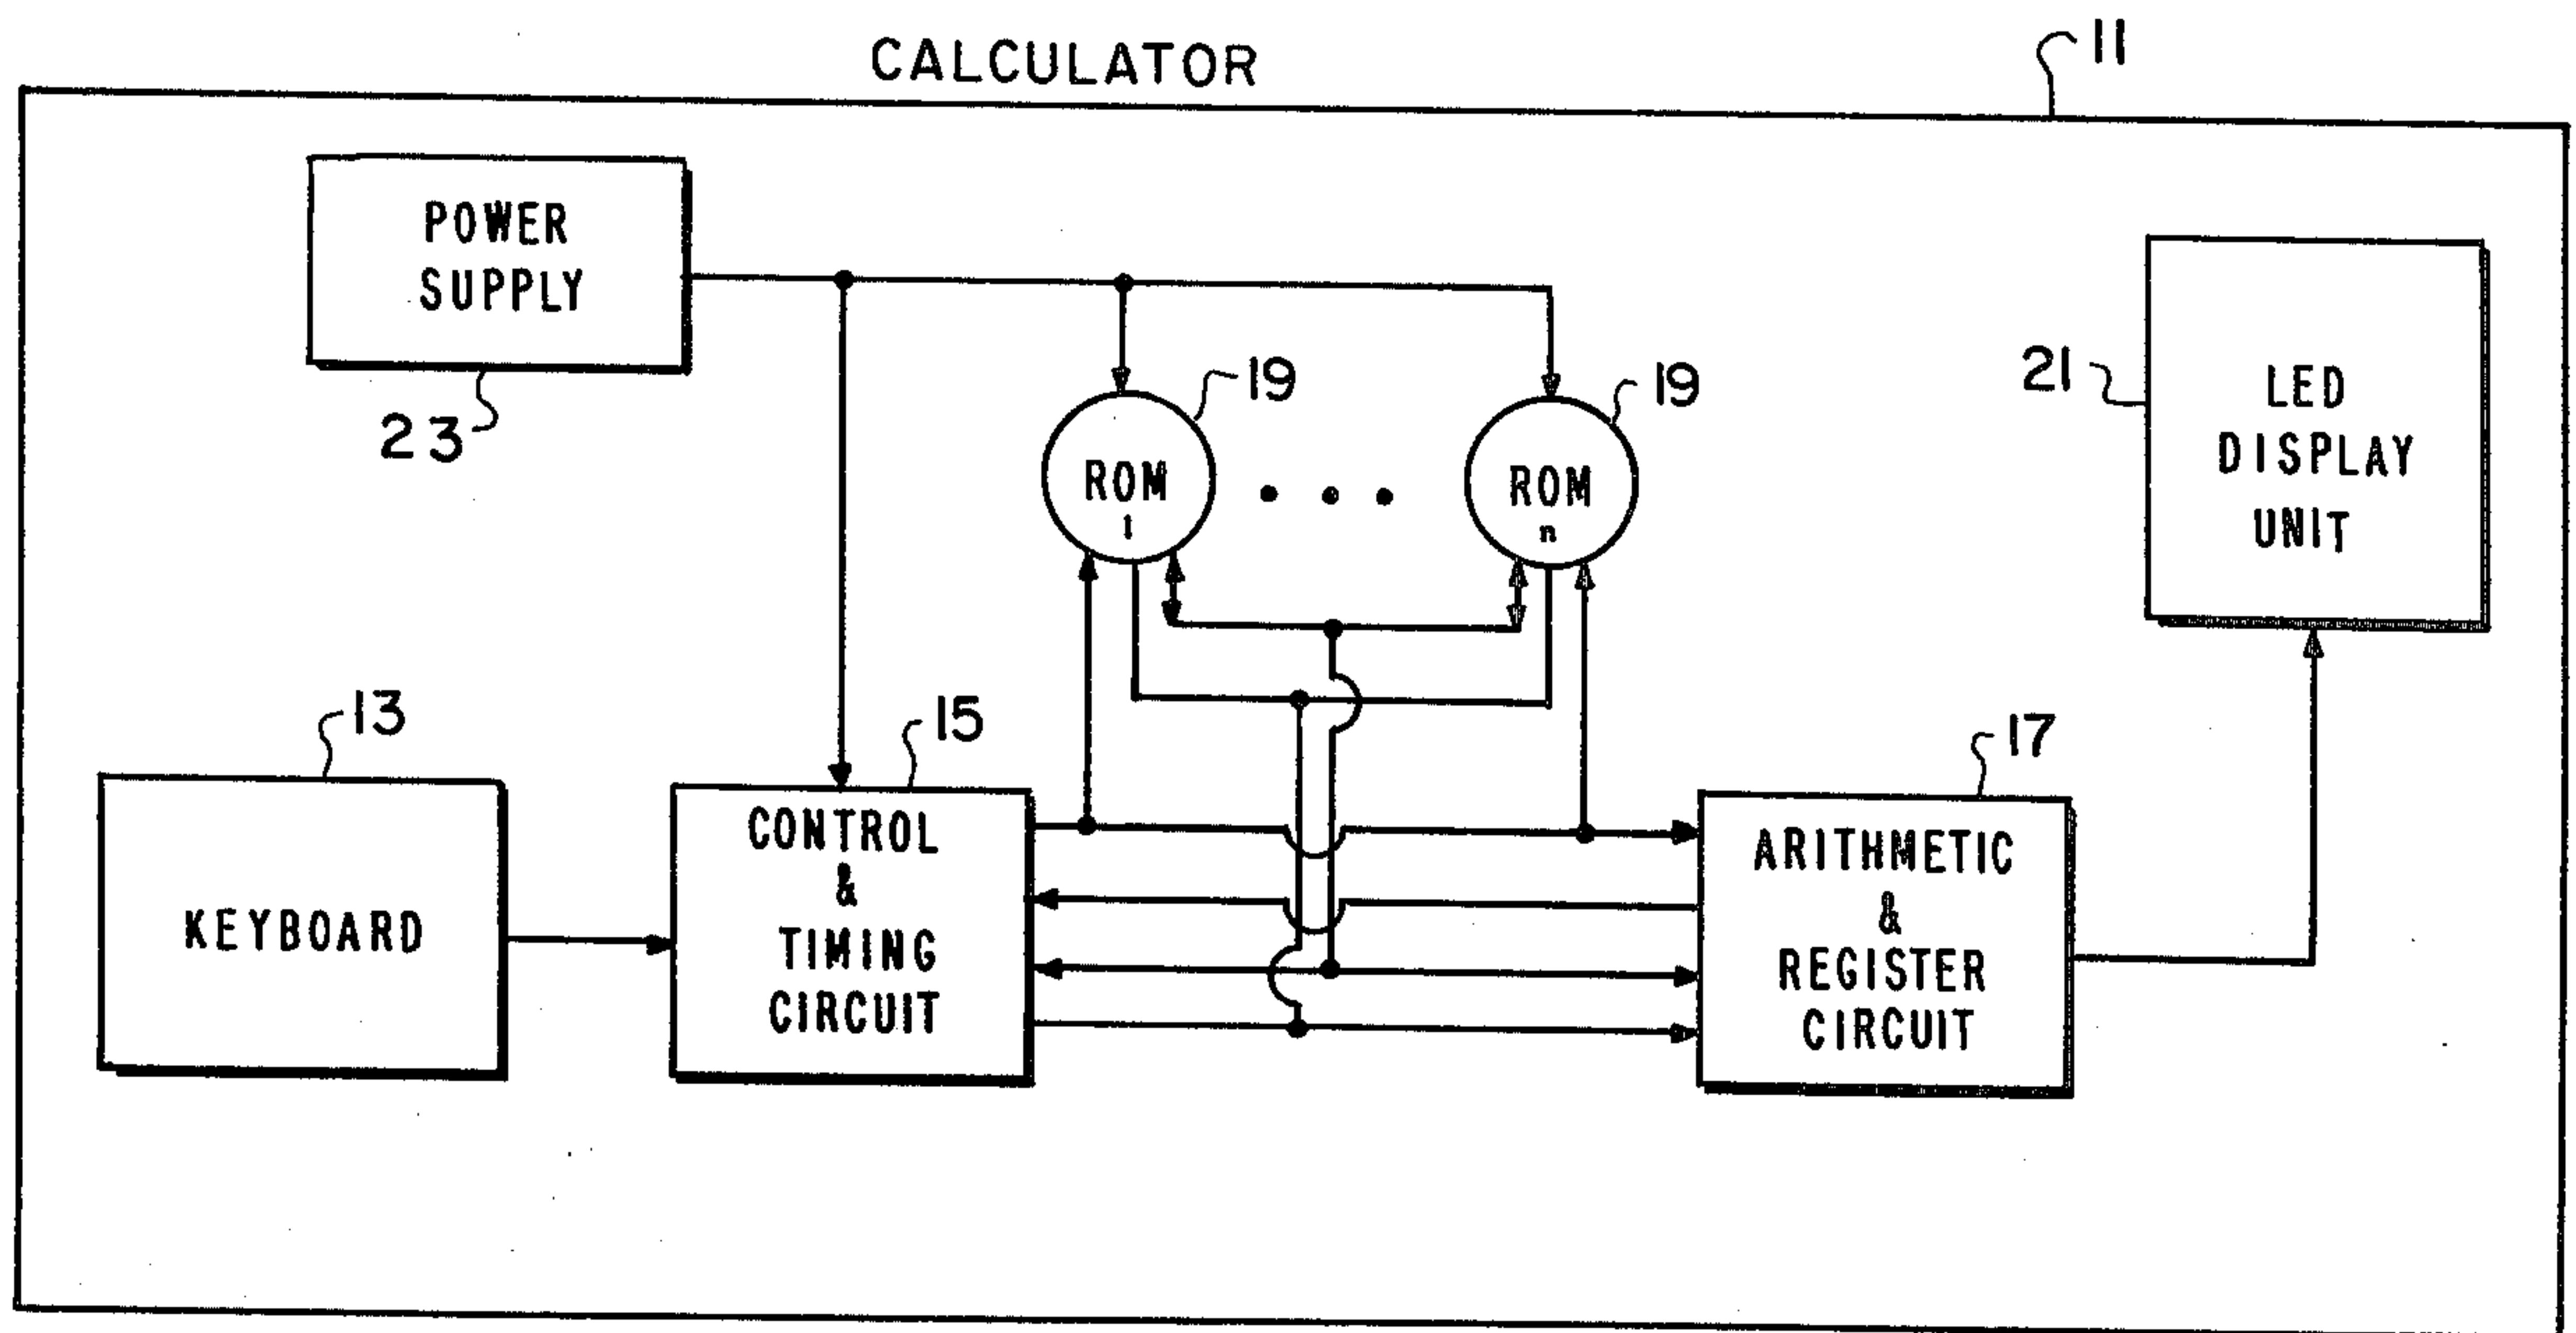 CALCULATOR
11
POWER
SUPPLY
23
19
19
21
LED
DISPLAY
UNIT
ROM
1
• • •
ROM
n
13
15
17
KEYBOARD
CONTROL
&
TIMING
CIRCUIT
ARITHMETIC
&
REGISTER
CIRCUIT